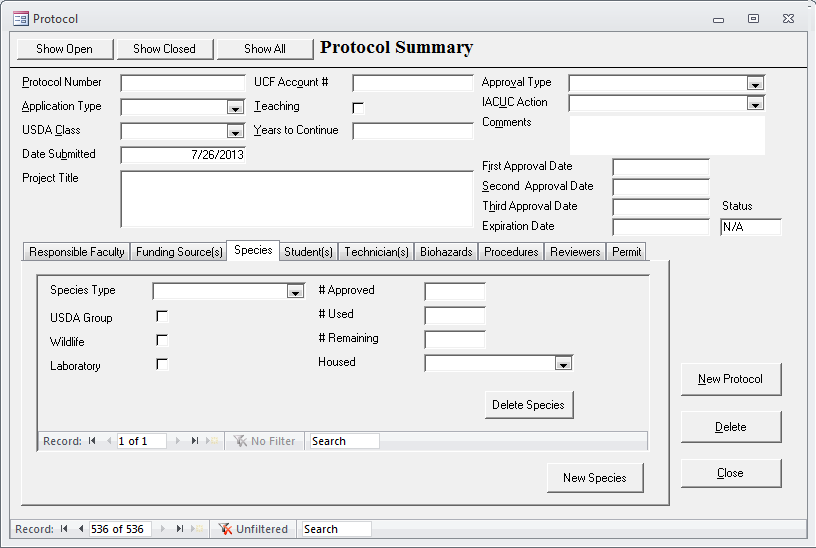 Protocol
Show Open Show Closed Show All Protocol Summary
Protocol Number UCF Account # Approval Type
Application Type Teaching IACUC Action
USDA Class Years to Continue Comments
Date Submitted 7/26/2013
Project Title First Approval Date
Second Approval Date
Third Approval Date Status
Expiration Date N/A
Responsible Faculty Funding Source(s) Species Student(s) Technician(s) Biohazards Procedures Reviewers Permit
Species Type # Approved
USDA Group # Used
Wildlife # Remaining
Laboratory Housed
New Protocol
Delete Species
Delete
Record: 1 of 1 No Filter Search
New Species Close
Record: 536 of 536 Unfiltered Search